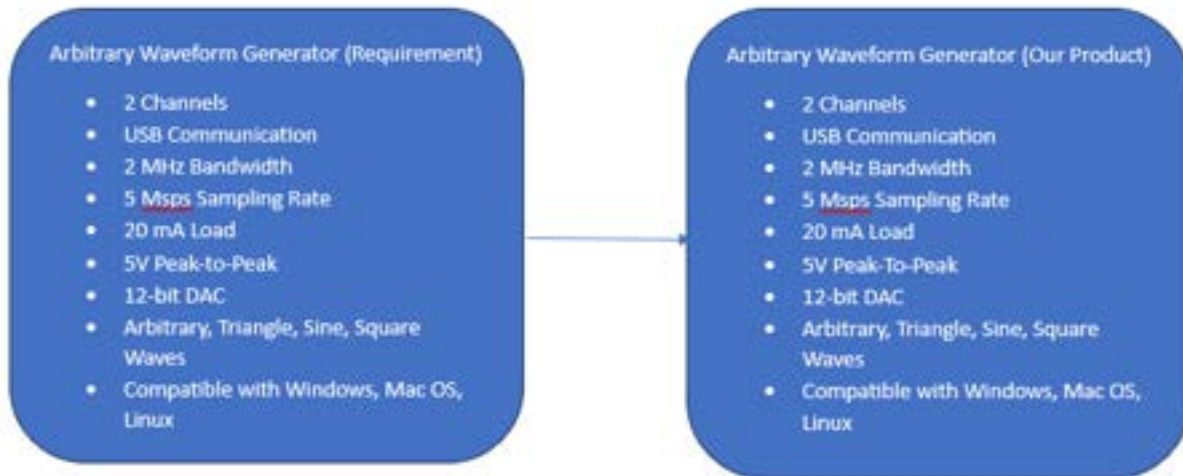 Arbitrary Waveform Generator (Requirement)
2 Channels
USB Communication
2 MHz Bandwidth
5 Msps Sampling Rate
20 mA Load
5V Peak-to-Peak
12-bit DAC
Arbitrary, Triangle, Sine, Square
Waves
Compatible with Windows, Mac OS,
Linux
Arbitrary Waveform Generator (Our Product)
2 Channels
USB Communication
2 MHz Bandwidth
5 Msps Sampling Rate
20 mA Load
5V Peak-To-Peak
12-bit DAC
Arbitrary, Triangle, Sine, Square
Waves
Compatible with Windows, Mac OS,
Linux